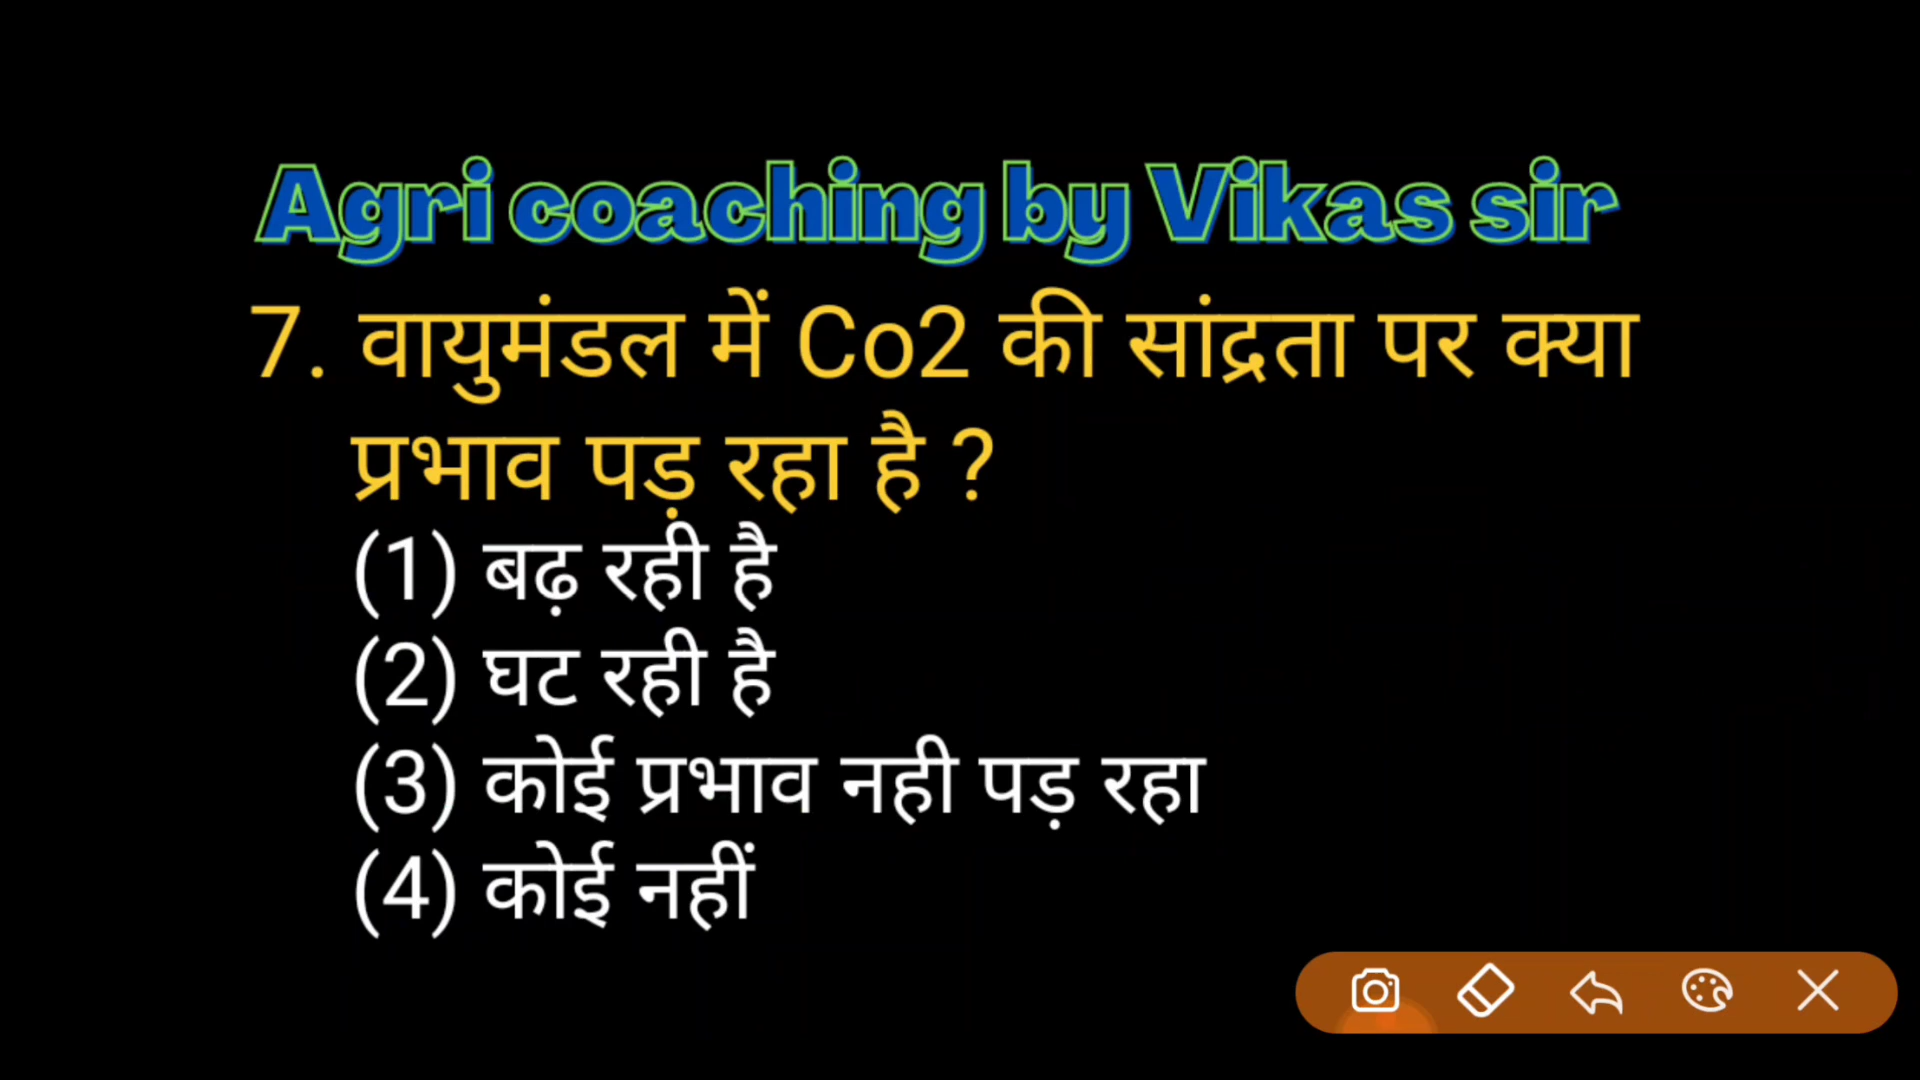 Agri coaching by Vikas sir
7. वायुमंडल में Co2 की सांद्रता पर क्या
प्रभाव पड़ रहा है ?
(1) बढ़ रही है
(2) घट रही है
(3) कोई प्रभाव नही पड़ रहा
(4) कोई नहीं